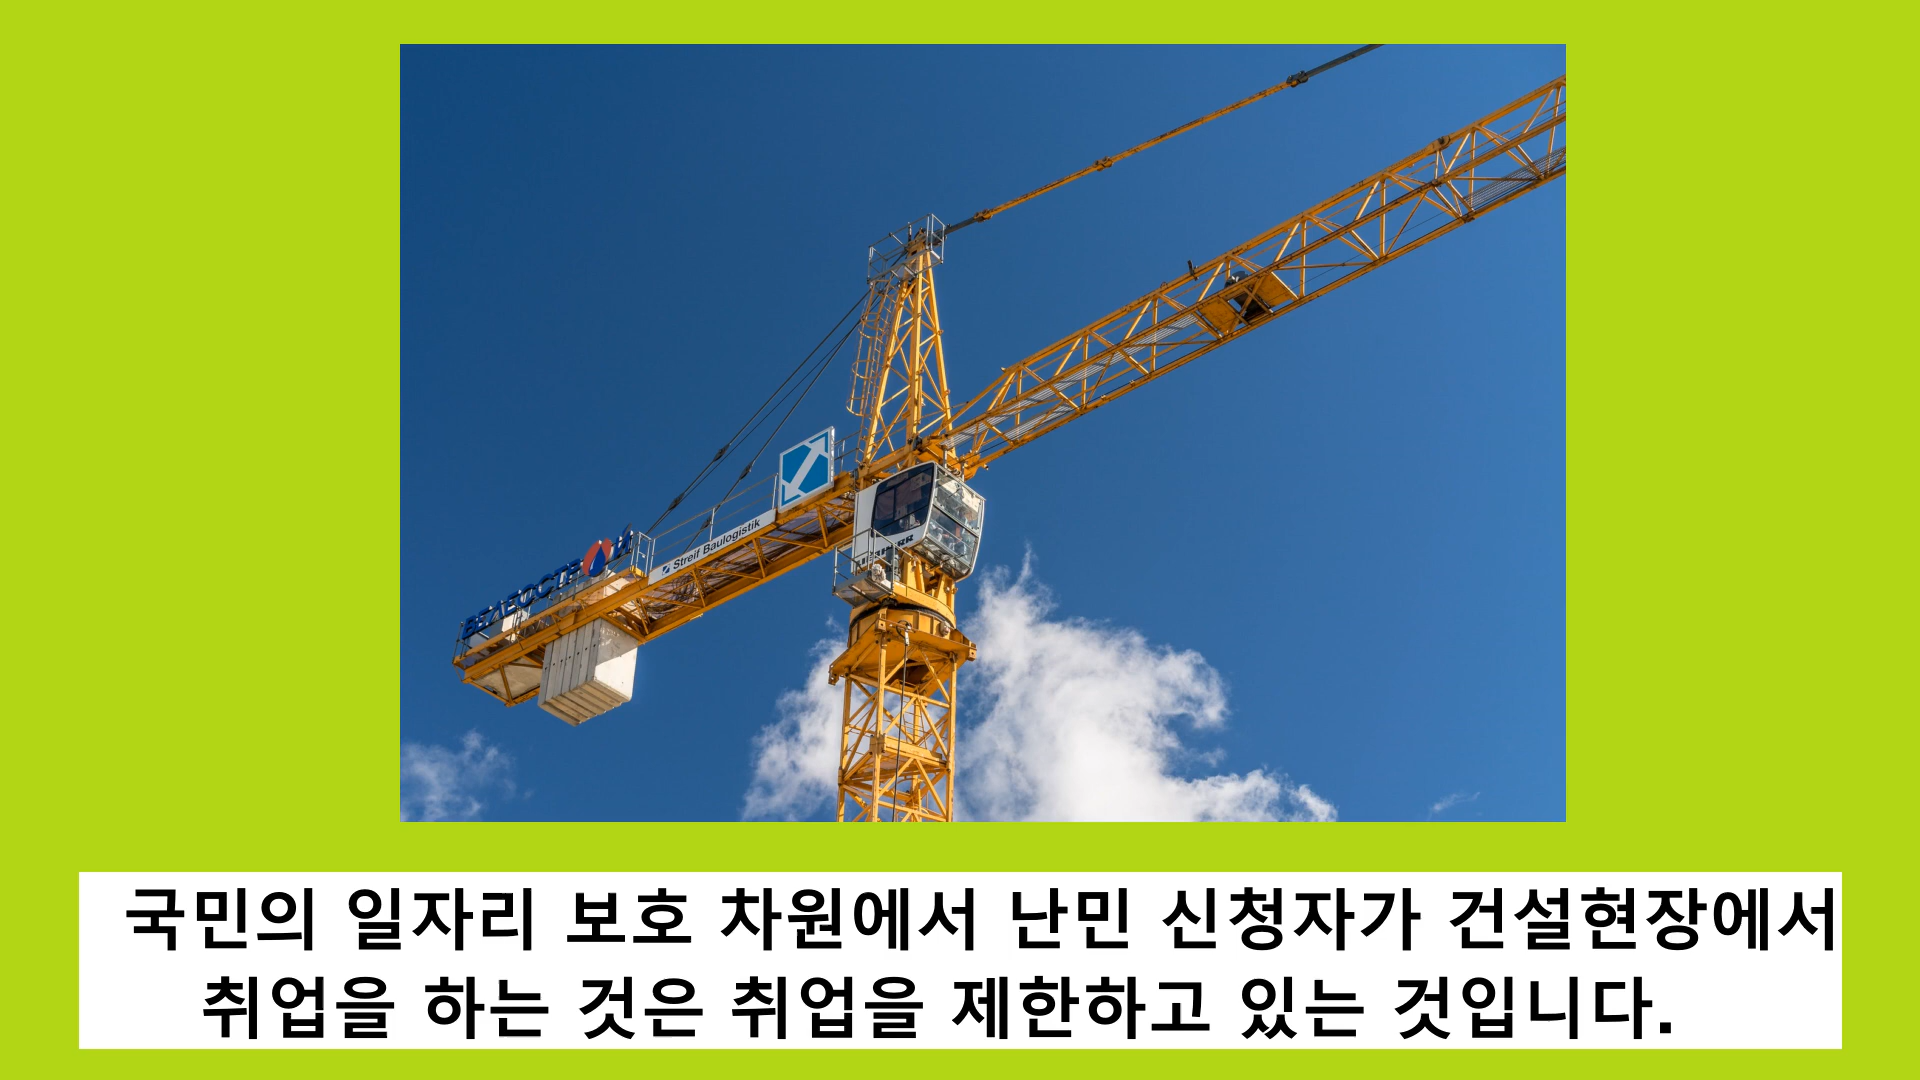 Streif Baulogistik
국민의 일자리 보호 차원에서 난민 신청자가 건설현장에서
취업을 하는 것은 취업을 제한하고 있는 것입니다.